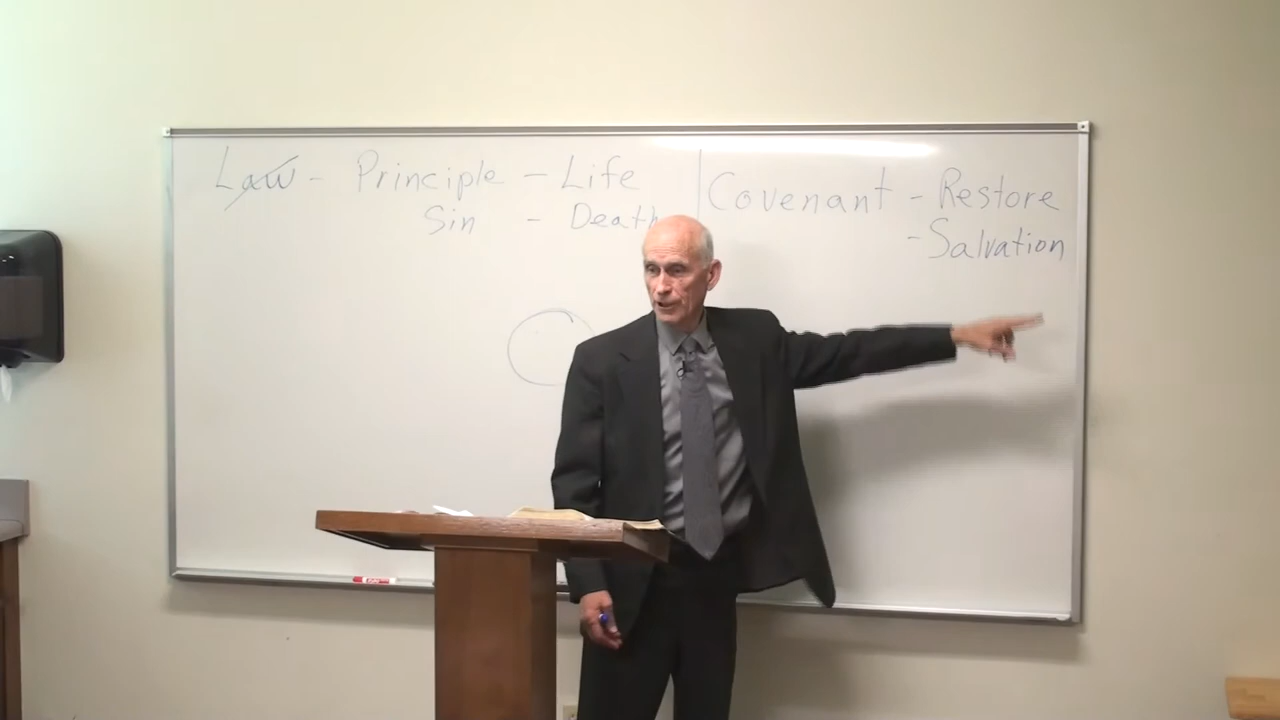 Law - Principle - Life
Sin - Death
Covenant - Restore
- Salvation